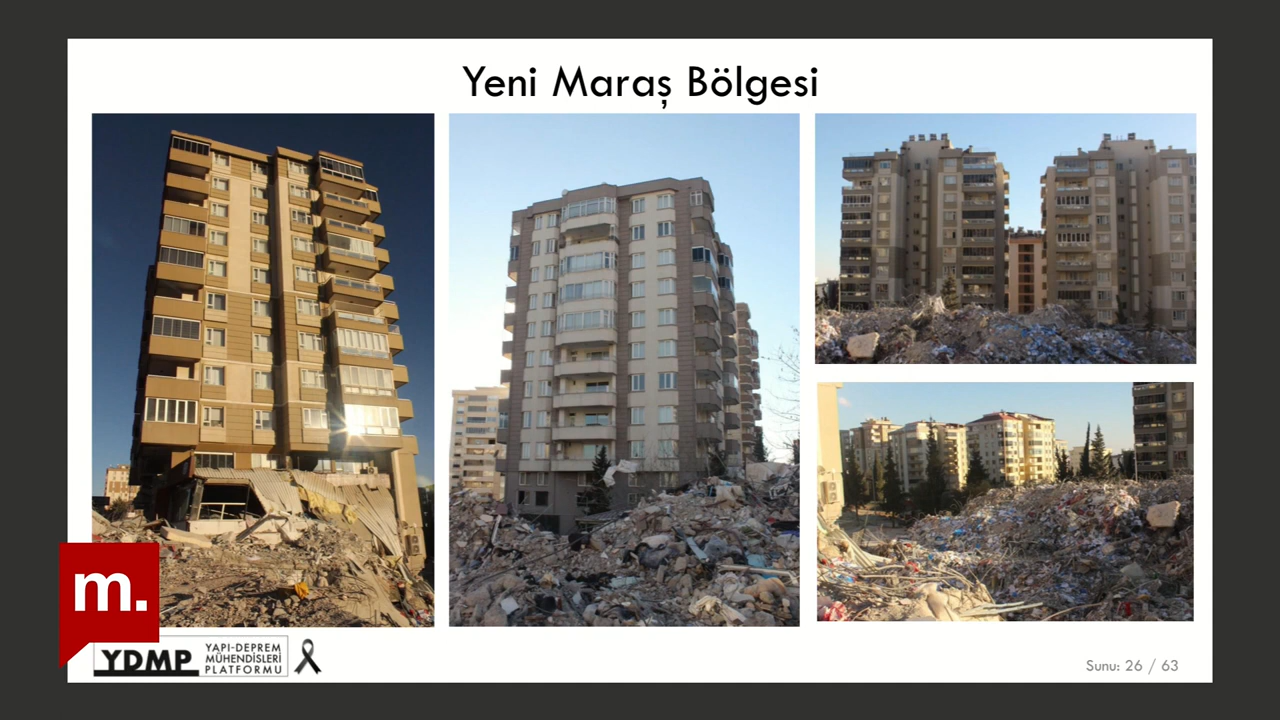 Yeni Maraş Bölgesi
m.
YDMP
YAPI-DEPREM
MÜHENDİSLERİ
PLATFORMU
Sunu: 26 / 63